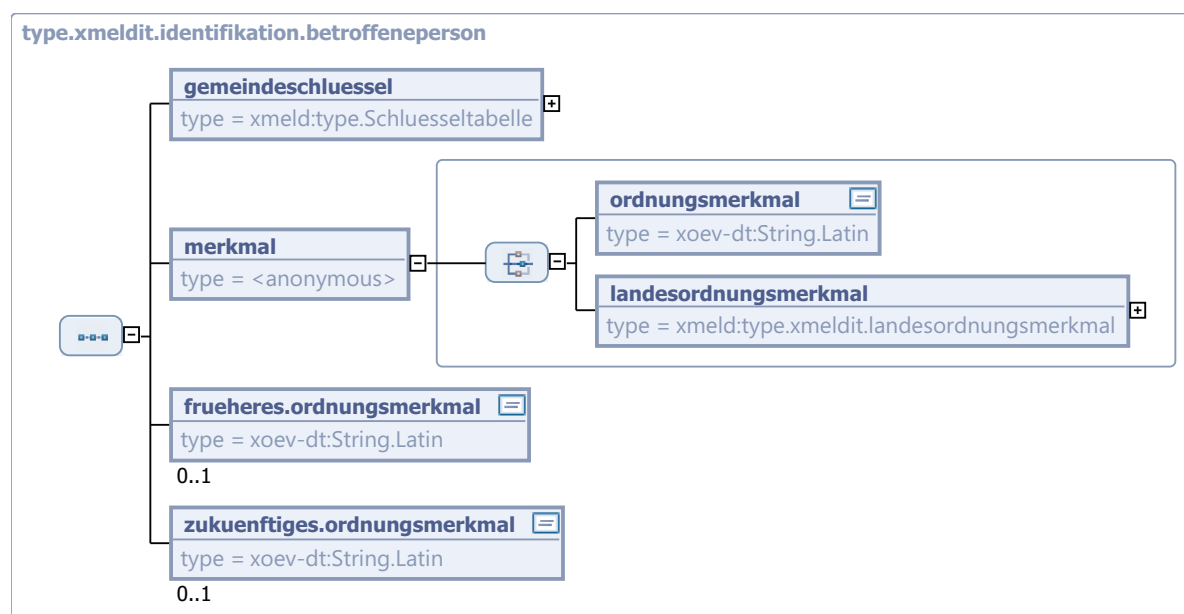 type.xmeldit.identifikation.betroffeneperson
gemeindeschluessel
type = xmeld:type.Schluesseltabelle
ordnungsmerkmal
type = xoev-dt:String.Latin
merkmal
type = <anonymous>
landesordnungsmerkmal
type = xmeld:type.xmeldit.landesordnungsmerkmal
frueheres.ordnungsmerkmal
type = xoev-dt:String.Latin
0..1
zukuenftiges.ordnungsmerkmal
type = xoev-dt:String.Latin
0..1